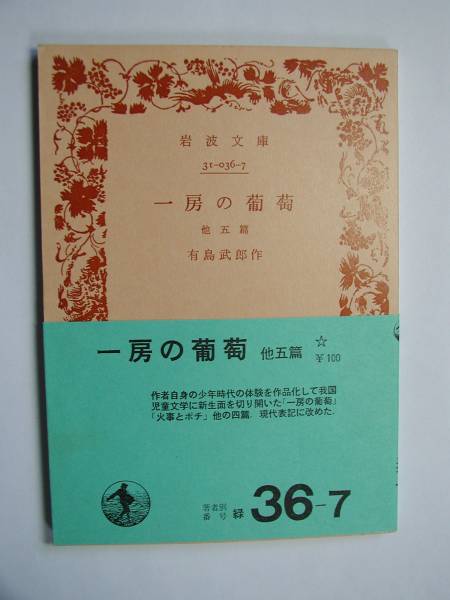 岩波文庫
31-036-7
一房の葡萄
他五篇
有島武郎作
一房の葡萄 他五篇 ☆ ¥100
作者自身の少年時代の体験を作品化して我国
児童文学に新生面を切り開いた「一房の葡萄」
「火事とポチ」他の四篇. 現代表記に改めた.
著者別番号 緑 36-7